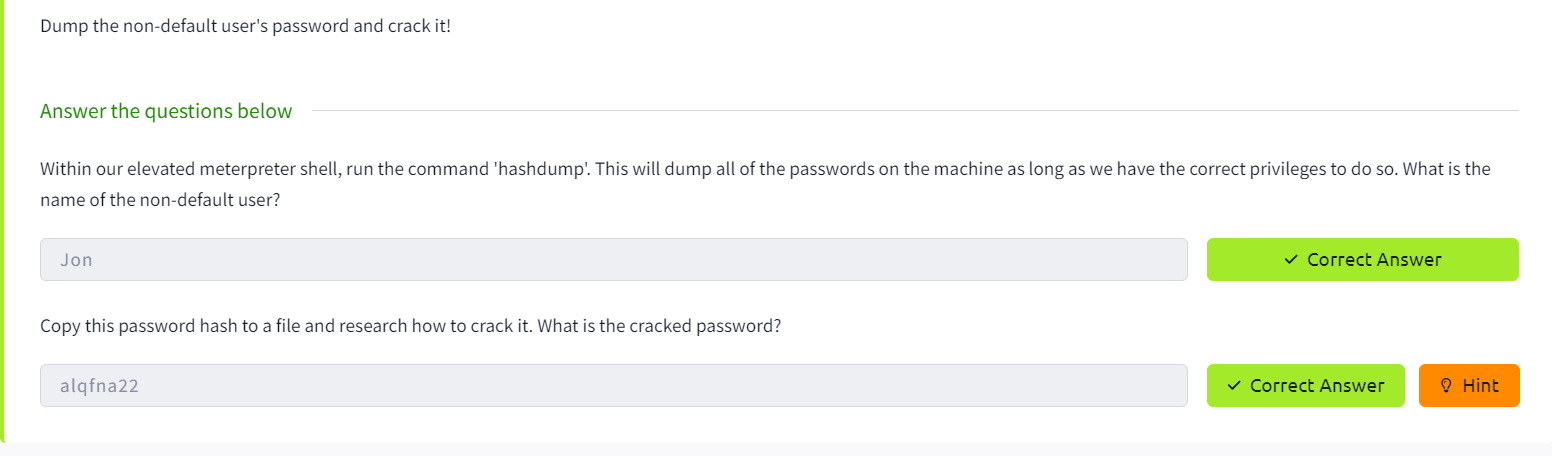 Dump the non-default user's password and crack it!
Answer the questions below
Within our elevated meterpreter shell, run the command 'hashdump'. This will dump all of the passwords on the machine as long as we have the correct privileges to do so. What is the
name of the non-default user?
Jon
Correct Answer
Copy this password hash to a file and research how to crack it. What is the cracked password?
alqfna22
Correct Answer
Hint